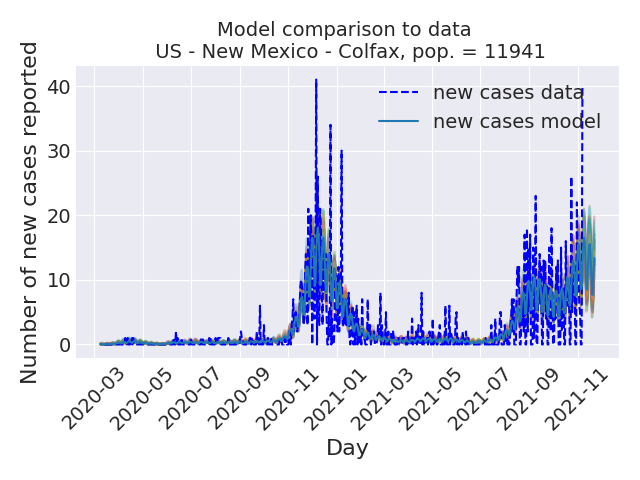 Model comparison to data
US - New Mexico - Colfax, pop. = 11941
Number of new cases reported
40
30
20
10
0
new cases data
new cases model
2020-03
2020-05
2020-07
2020-09
2020-11
2021-01
2021-03
2021-05
2021-07
2021-09
2021-11
Day